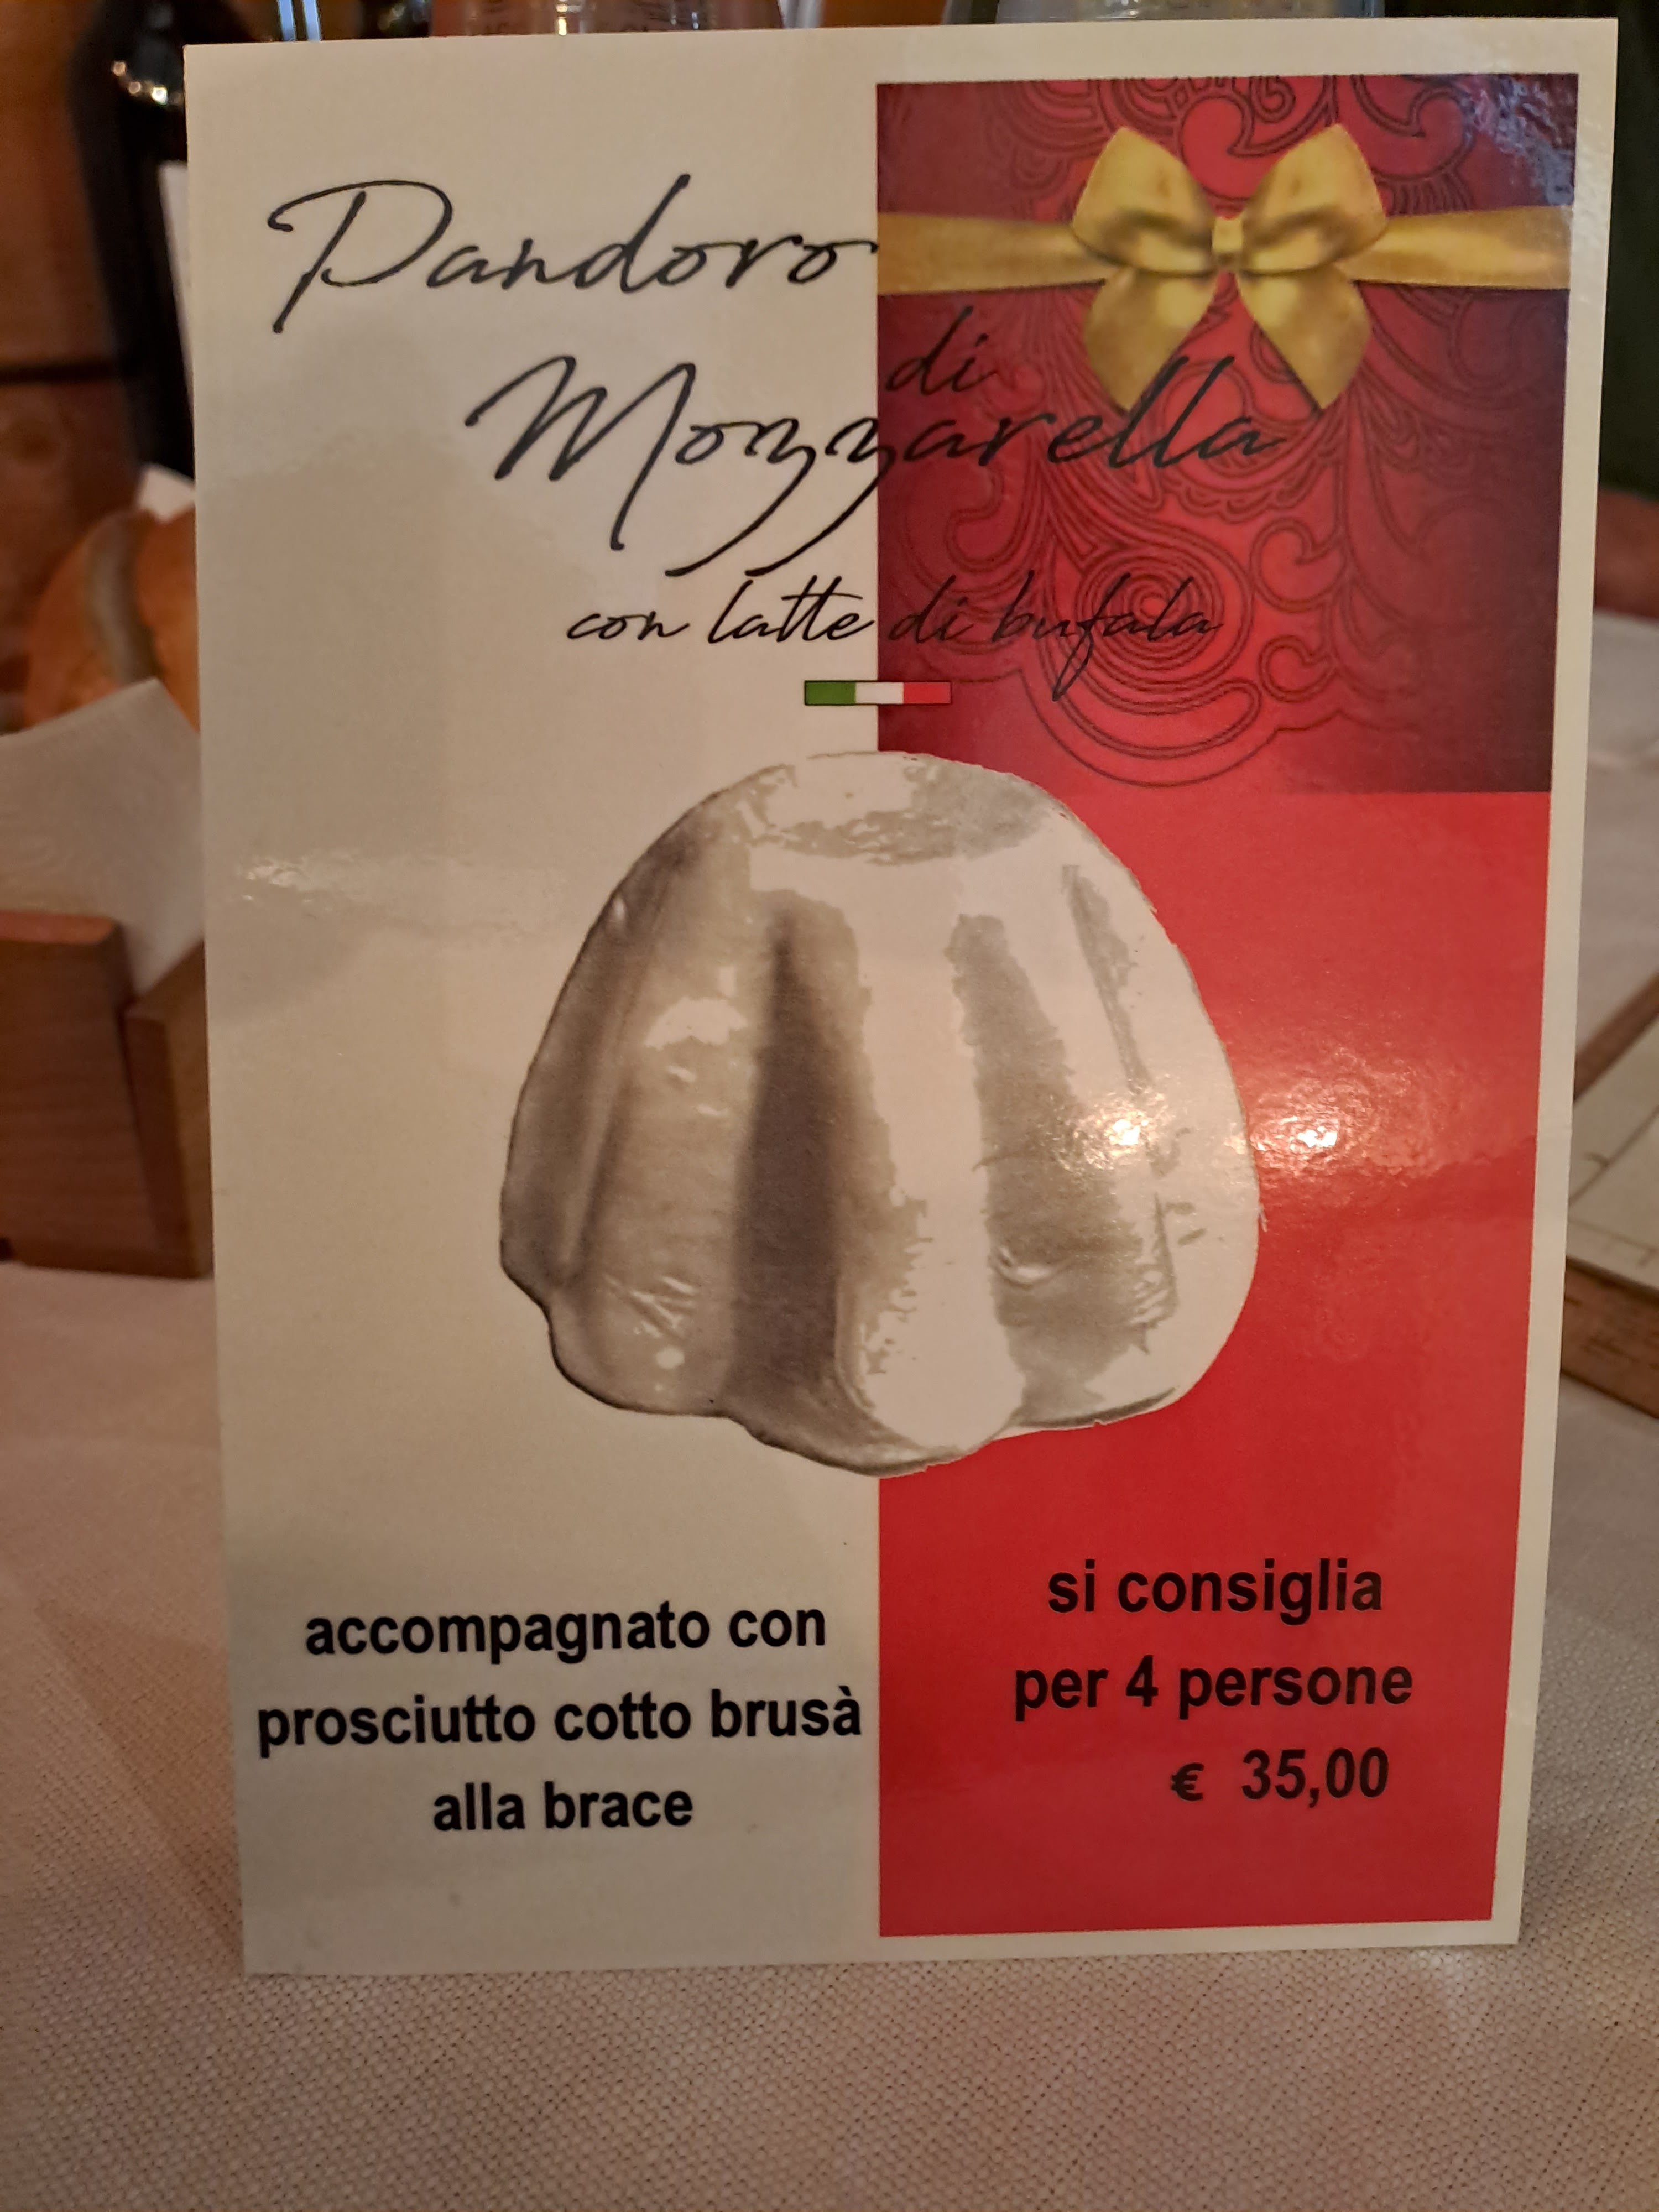 Pandoro
di
Mozzarella
con latte di bufala
accompagnato con
prosciutto cotto brusà
alla brace
si consiglia
per 4 persone
€ 35,00